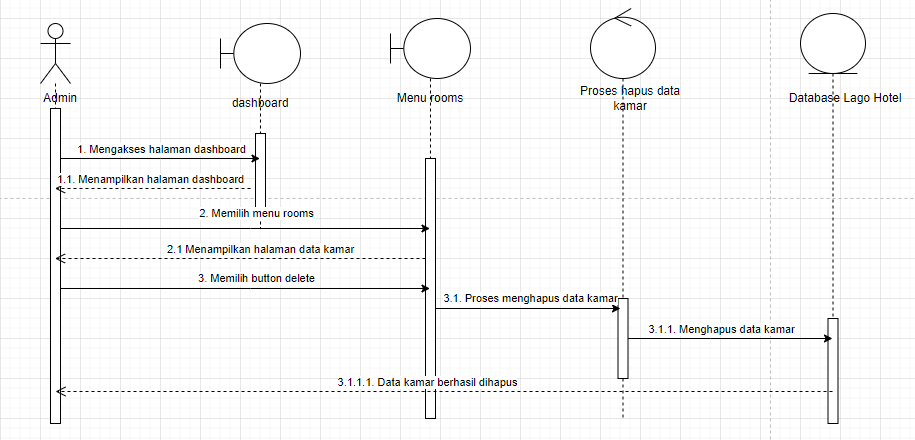 Admin
dashboard
Menu rooms
Proses hapus data
kamar
Database Lago Hotel
1. Mengakses halaman dashboard
1.1. Menampilkan halaman dashboard
2. Memilih menu rooms
2.1 Menampilkan halaman data kamar
3. Memilih button delete
3.1. Proses menghapus data kamar
3.1.1. Menghapus data kamar
3.1.1.1. Data kamar berhasil dihapus